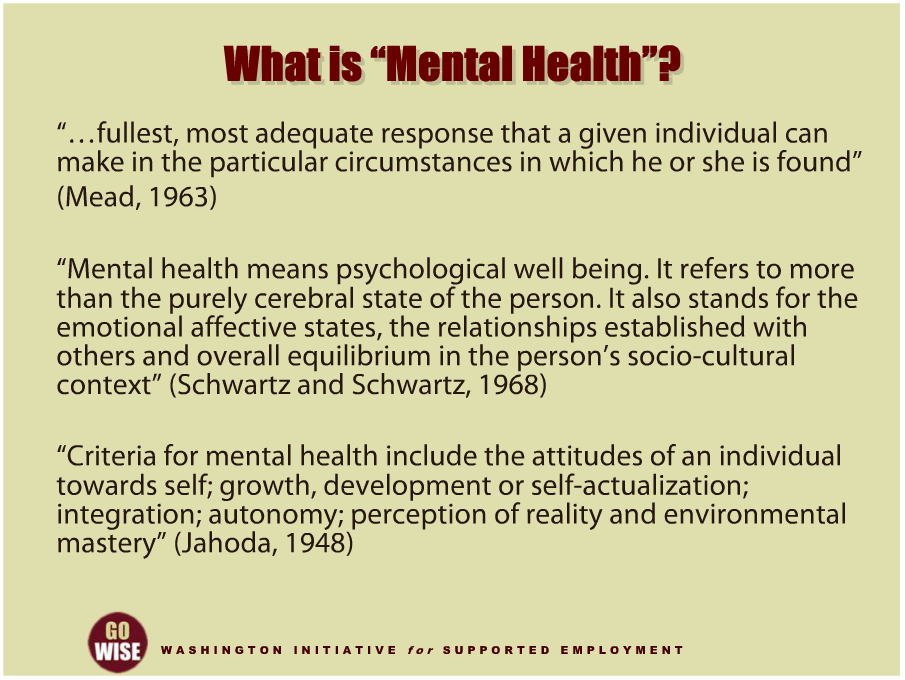 What is “Mental Health”?
“…fullest, most adequate response that a given individual can
make in the particular circumstances in which he or she is found”
(Mead, 1963)
“Mental health means psychological well being. It refers to more
than the purely cerebral state of the person. It also stands for the
emotional affective states, the relationships established with
others and overall equilibrium in the person’s socio-cultural
context” (Schwartz and Schwartz, 1968)
“Criteria for mental health include the attitudes of an individual
towards self; growth, development or self-actualization;
integration; autonomy; perception of reality and environmental
mastery” (Jahoda, 1948)
GO
WISE
WASHINGTON INITIATIVE for SUPPORTED EMPLOYMENT